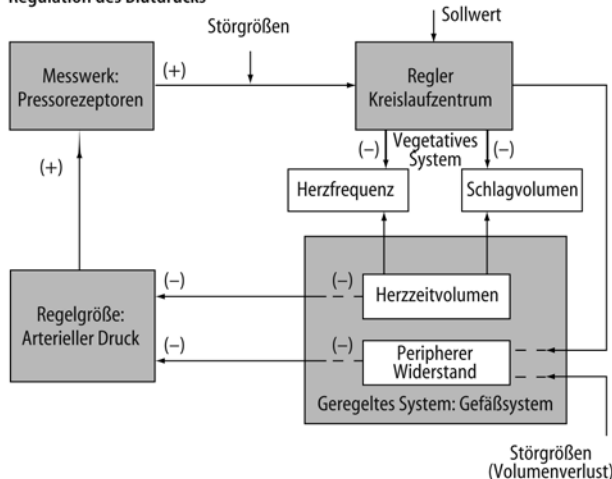 Regulation des Blutdrucks
Störgrößen
Sollwert
Messwerk:
Pressorezeptoren
(+)
Regler
Kreislaufzentrum
(–)
Vegetatives
System
(–)
(+)
Herzfrequenz
Schlagvolumen
Regelgröße:
Arterieller Druck
(–)
(–)
Herzzeitvolumen
(–)
(–)
Peripherer
Widerstand
Geregeltes System: Gefäßsystem
Störgrößen
(Volumenverlust)